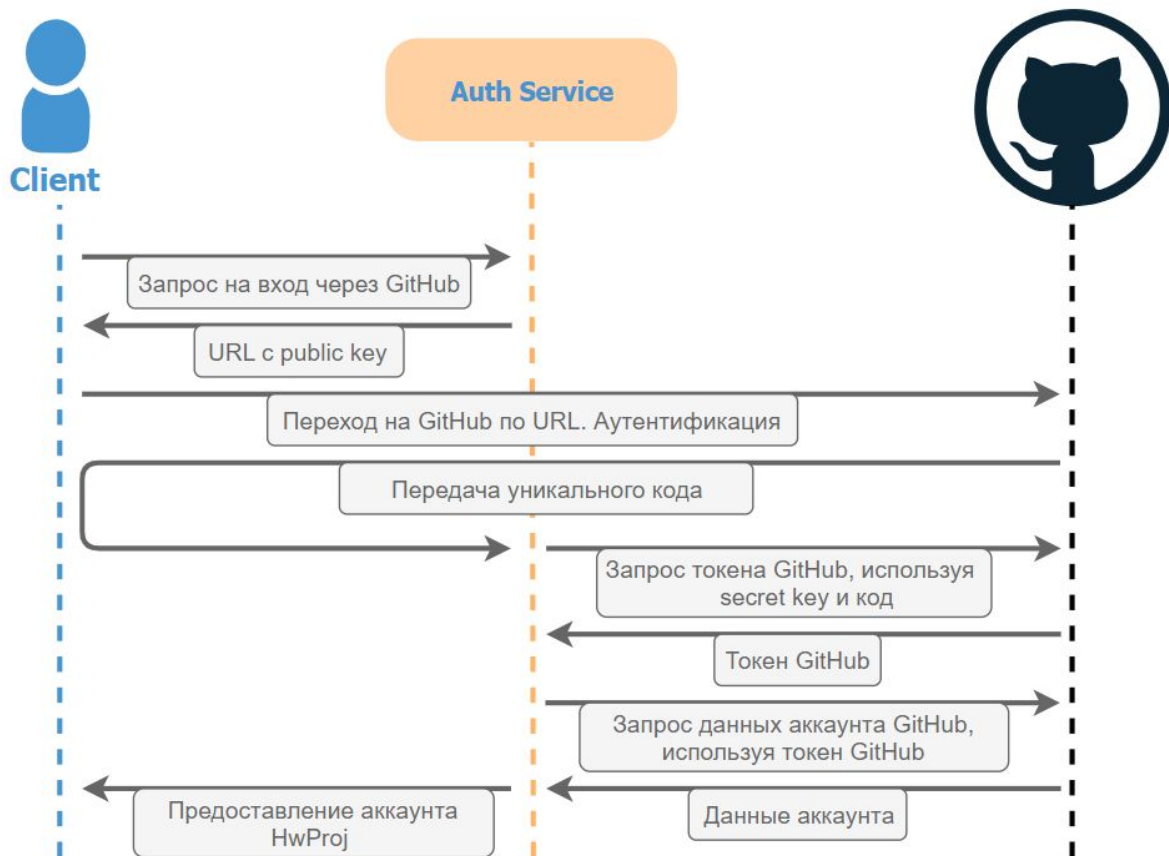 Auth Service
Client
Запрос на вход через GitHub
URL с public key
Переход на GitHub по URL. Аутентификация
Передача уникального кода
Запрос токена GitHub, используя
secret key и код
Токен GitHub
Запрос данных аккаунта GitHub,
используя токен GitHub
Предоставление аккаунта
HwProj
Данные аккаунта